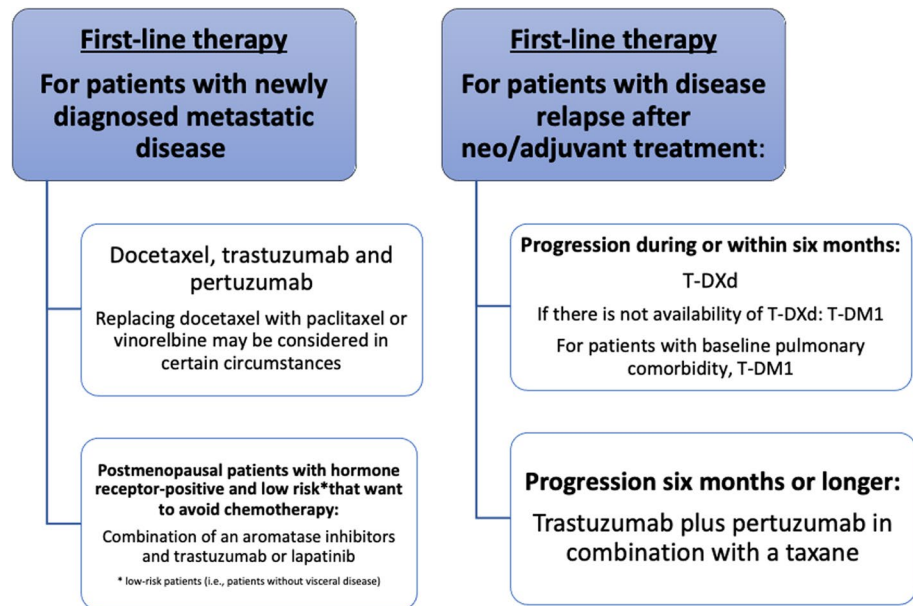 First-line therapy
For patients with newly
diagnosed metastatic
disease
Docetaxel, trastuzumab and
pertuzumab
Replacing docetaxel with paclitaxel or
vinorelbine may be considered in
certain circumstances
Postmenopausal patients with hormone
receptor-positive and low risk*that want
to avoid chemotherapy:
Combination of an aromatase inhibitors
and trastuzumab or lapatinib
* low-risk patients (i.e., patients without visceral disease)
First-line therapy
For patients with disease
relapse after
neo/adjuvant treatment:
Progression during or within six months:
T-DXd
If there is not availability of T-DXd: T-DM1
For patients with baseline pulmonary
comorbidity, T-DM1
Progression six months or longer:
Trastuzumab plus pertuzumab in
combination with a taxane